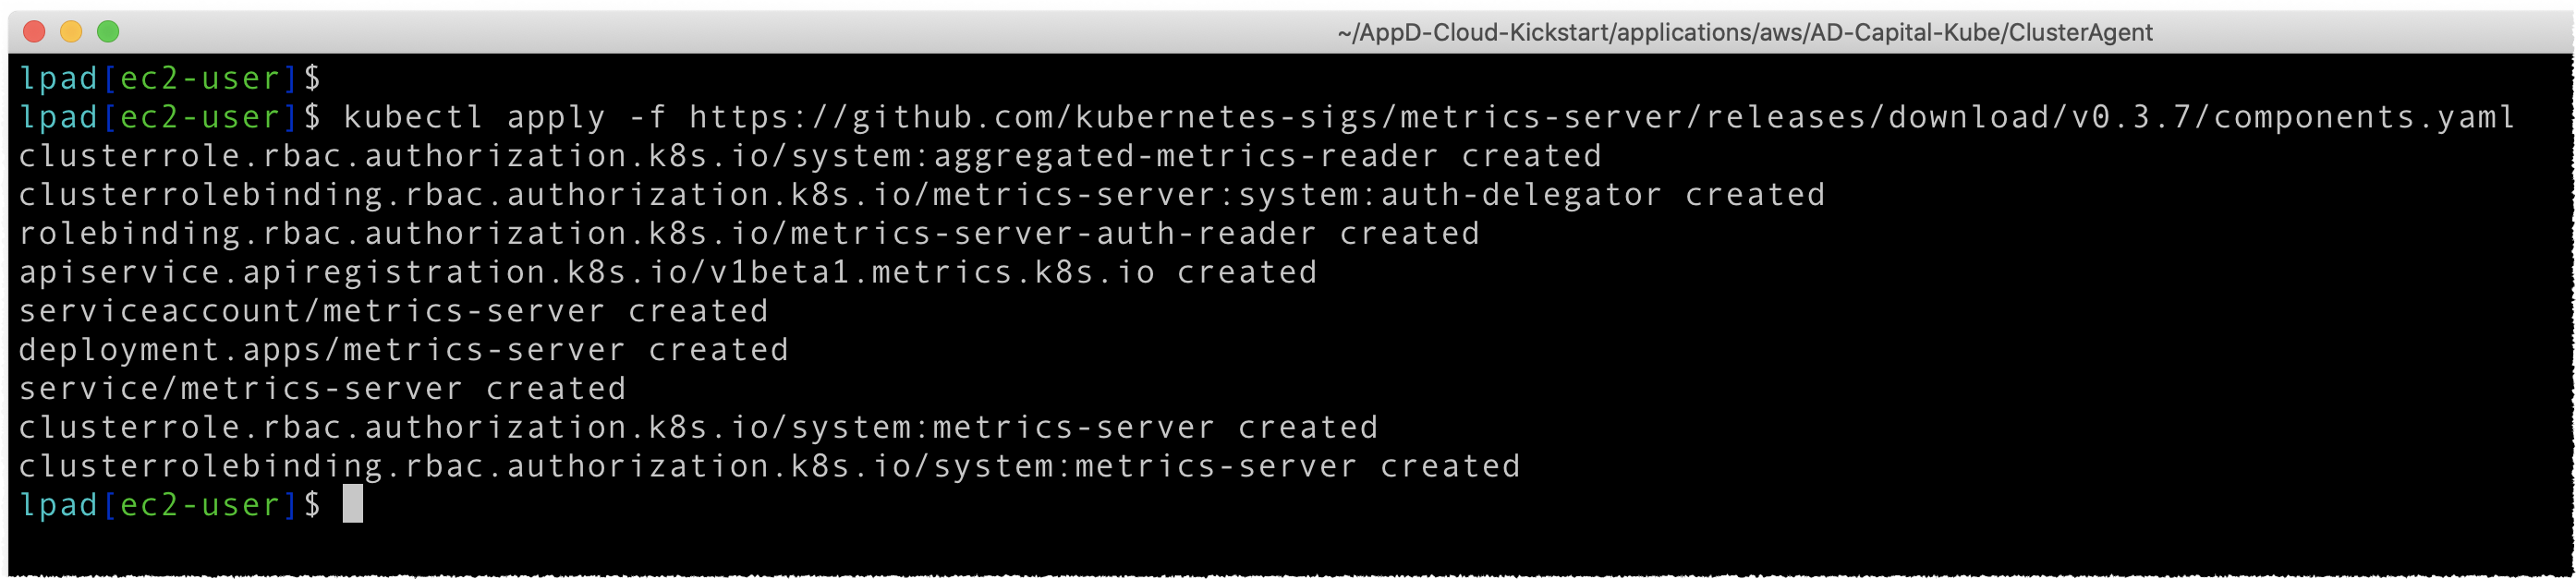 ~/AppD-Cloud-Kickstart/applications/aws/AD-Capital-Kube/ClusterAgent
lpad[ec2-user]$
lpad[ec2-user]$ kubectl apply -f https://github.com/kubernetes-sigs/metrics-server/releases/download/v0.3.7/components.yaml
clusterrole.rbac.authorization.k8s.io/system:aggregated-metrics-reader created
clusterrolebinding.rbac.authorization.k8s.io/metrics-server:system:auth-delegator created
rolebinding.rbac.authorization.k8s.io/metrics-server-auth-reader created
apiservice.apiregistration.k8s.io/v1beta1.metrics.k8s.io created
serviceaccount/metrics-server created
deployment.apps/metrics-server created
service/metrics-server created
clusterrole.rbac.authorization.k8s.io/system:metrics-server created
clusterrolebinding.rbac.authorization.k8s.io/system:metrics-server created
lpad[ec2-user]$